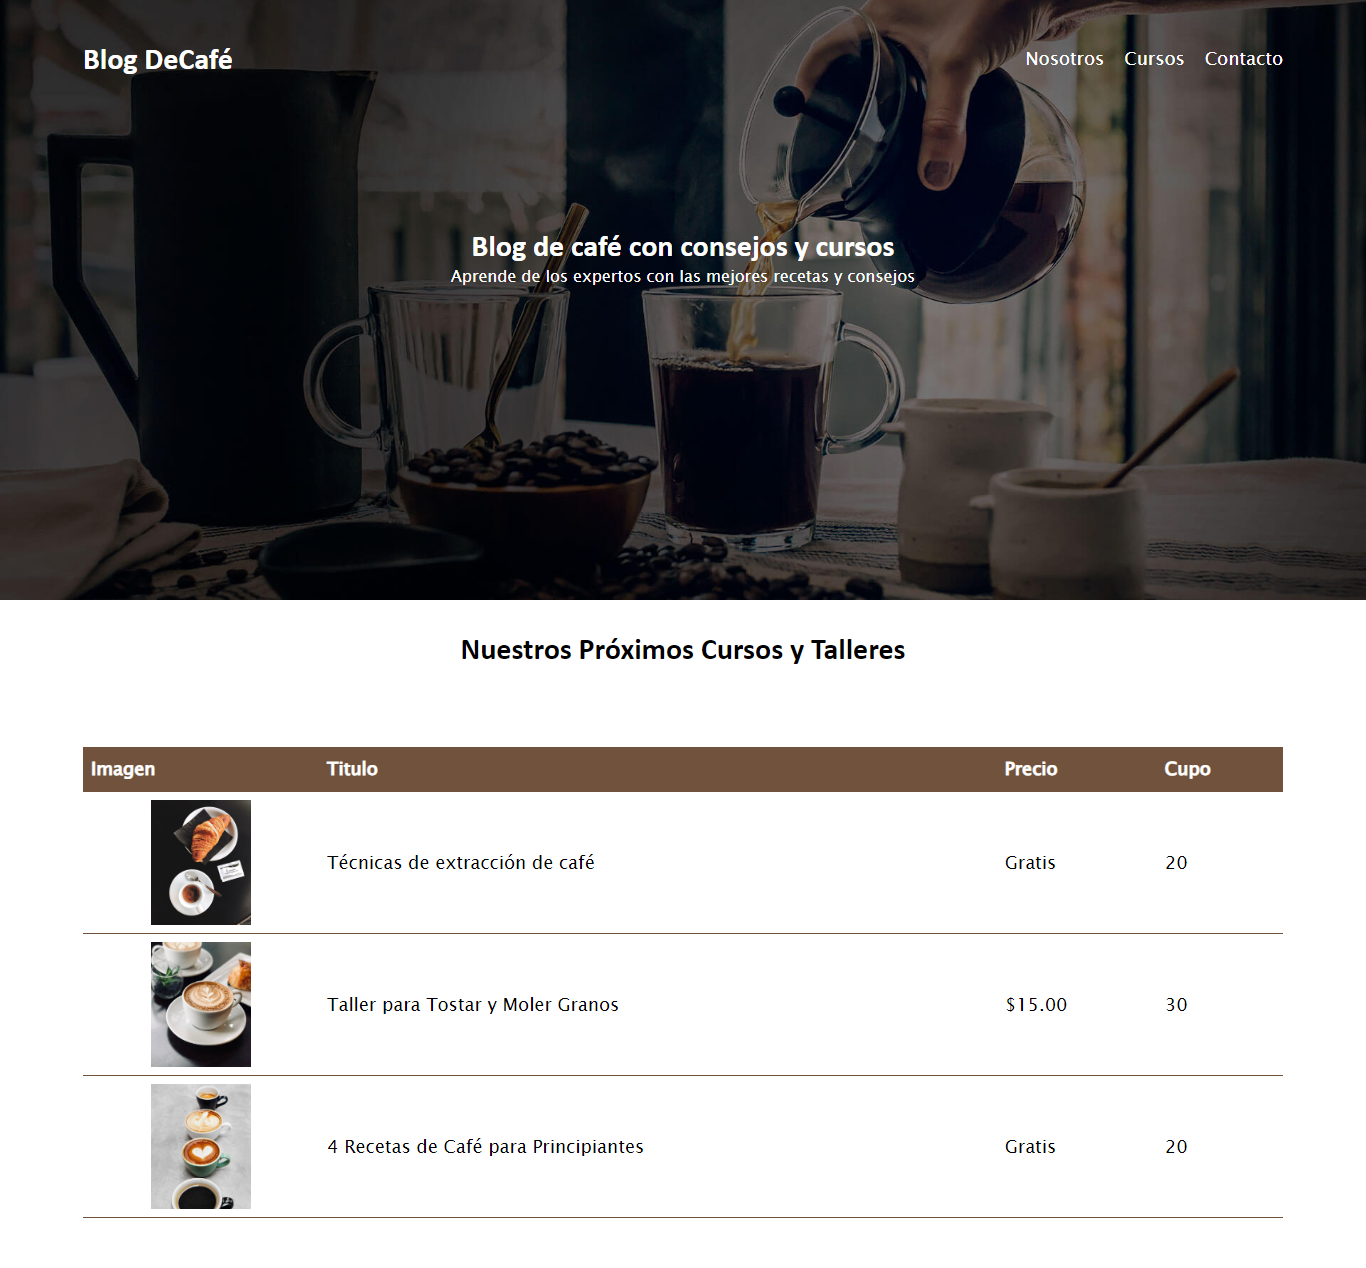 Blog DeCafé
Nosotros Cursos Contacto
Blog de café con consejos y cursos
Aprende de los expertos con las mejores recetas y consejos
Nuestros Próximos Cursos y Talleres
Imagen Titulo Precio Cupo
Técnicas de extracción de café Gratis 20
Taller para Tostar y Moler Granos $15.00 30
4 Recetas de Café para Principiantes Gratis 20